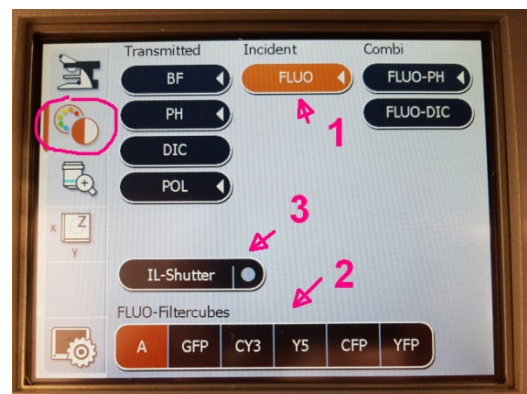 Transmitted Incident Combi
BF FLUO FLUO-PH
1
PH FLUO-DIC
DIC
POL
3
x Z
y
IL-Shutter
2
FLUO-Filtercubes
A GFP CY3 Y5 CFP YFP